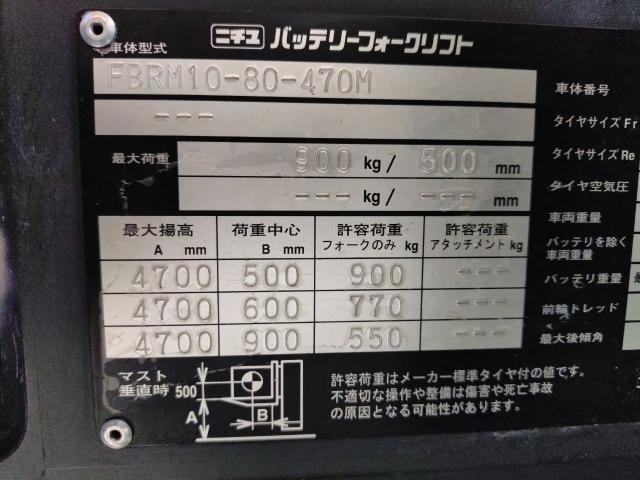 ニチユ バッテリーフォークリフト
車体型式
FBRM10-80-470M
---
最大荷重 900 kg/ 500 mm
--- kg/ --- mm
最大揚高 A mm 荷重中心 B mm 許容荷重 フォークのみ kg 許容荷重 アタッチメント kg
4700 500 900 ---
4700 600 770 ---
4700 900 550 ---
マスト
垂直時 500
A B
許容荷重はメーカー標準タイヤ付の値です。
不適切な操作や整備は傷害や死亡事故
の原因となる可能性があります。
車体番号
タイヤサイズ Fr
タイヤサイズ Re
タイヤ空気圧
車両重量
バッテリを除く
車両重量
バッテリ重量
前輪トレッド
最大後傾角